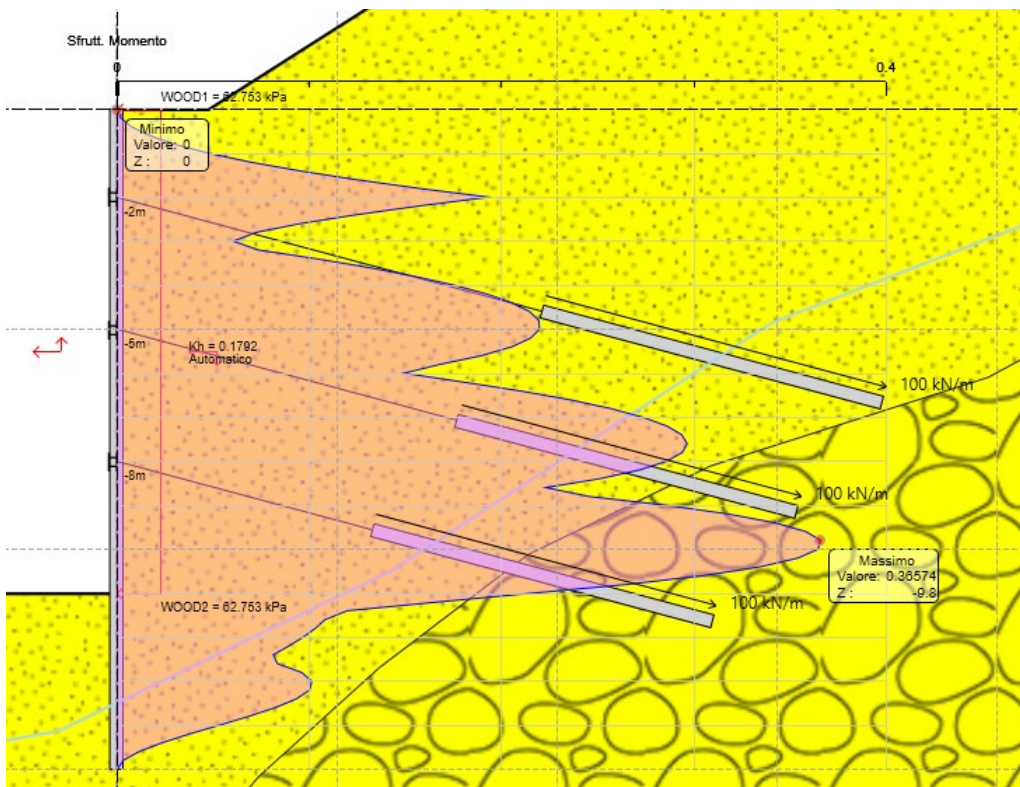 Sfrutt. Momento
0
0.4
WOOD1 = 62.753 kPa
Minimo
Valore: 0
Z : 0
-2m
-5m
Kh = 0.1792
Automatico
100 kN/m
-8m
100 kN/m
Massimo
Valore: 0.36574
Z : -9.8
WOOD2 = 62.753 kPa
100 kN/m